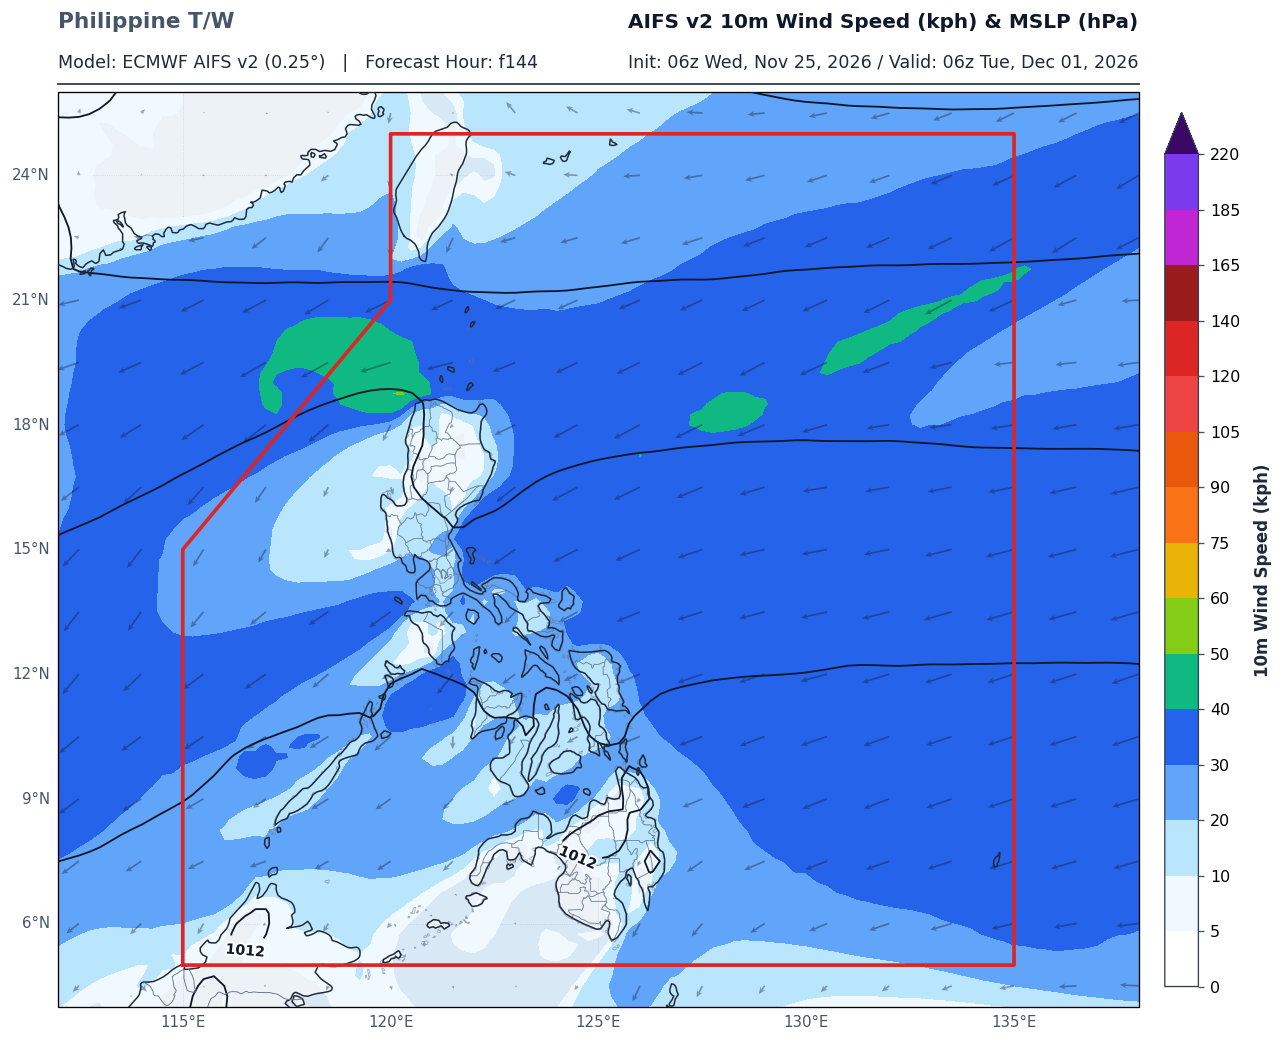 Philippine T/W
AIFS v2 10m Wind Speed (kph) & MSLP (hPa)
Model: ECMWF AIFS v2 (0.25°) | Forecast Hour: f144
Init: 06z Wed, Nov 25, 2026 / Valid: 06z Tue, Dec 01, 2026
24°N
21°N
18°N
15°N
12°N
9°N
6°N
1012
1012
115°E
120°E
125°E
130°E
135°E
220
185
165
140
120
105
90
75
60
50
40
30
20
10
5
0
10m Wind Speed (kph)